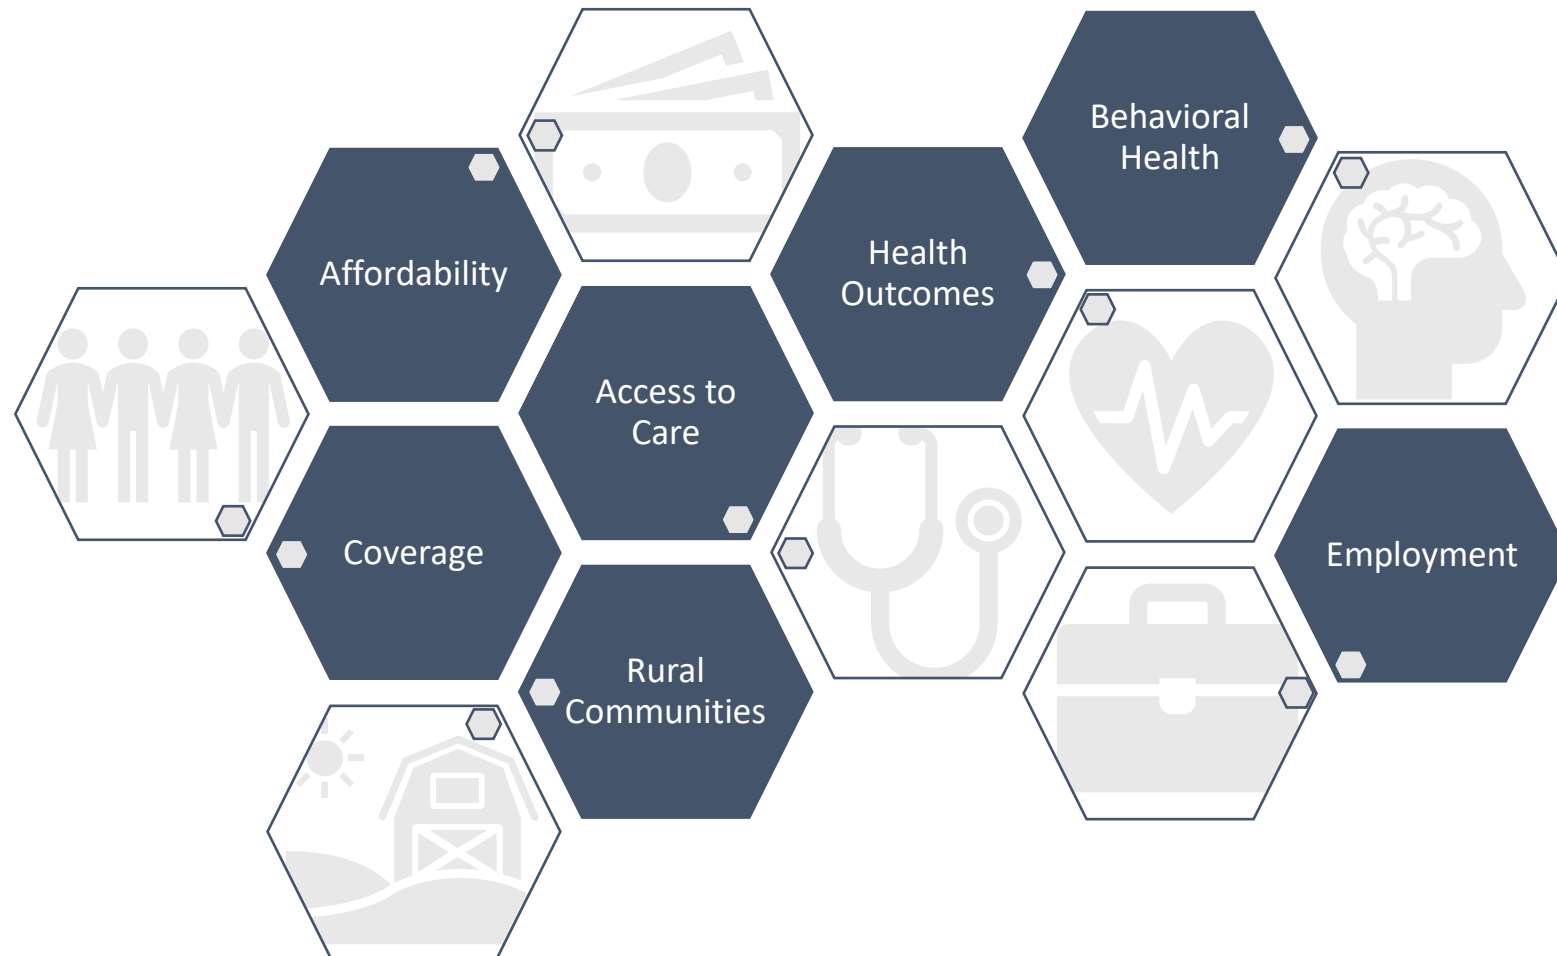 Behavioral
Health
Affordability
Health
Outcomes
Access to
Care
Coverage
Employment
Rural
Communities